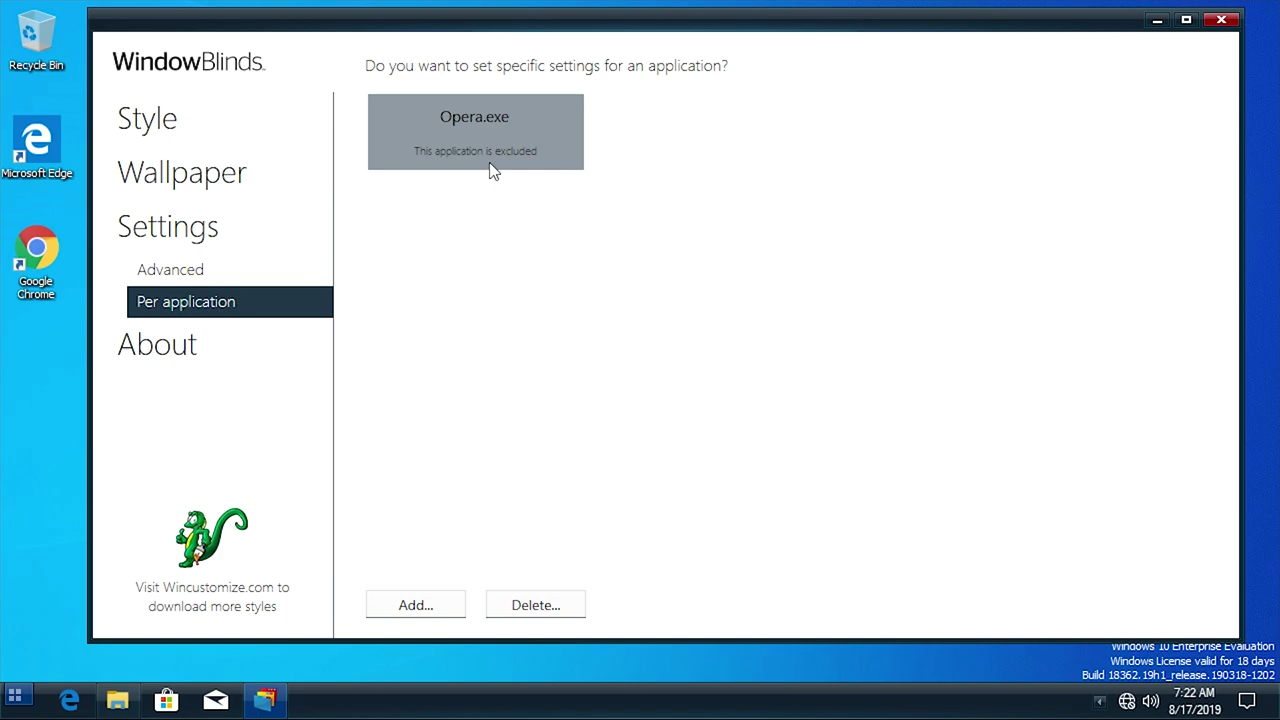 Recycle Bin
Microsoft Edge
Google
Chrome
WindowBlinds
Style
Wallpaper
Settings
Advanced
Per application
About
Visit Wincustomize.com to
download more styles
Do you want to set specific settings for an application?
Opera.exe
This application is excluded
Add...
Delete...
Windows 10 Enterprise Evaluation
Windows License valid for 18 days
Build 18362.19h1_release.190318-1202
7:22 AM
8/17/2019